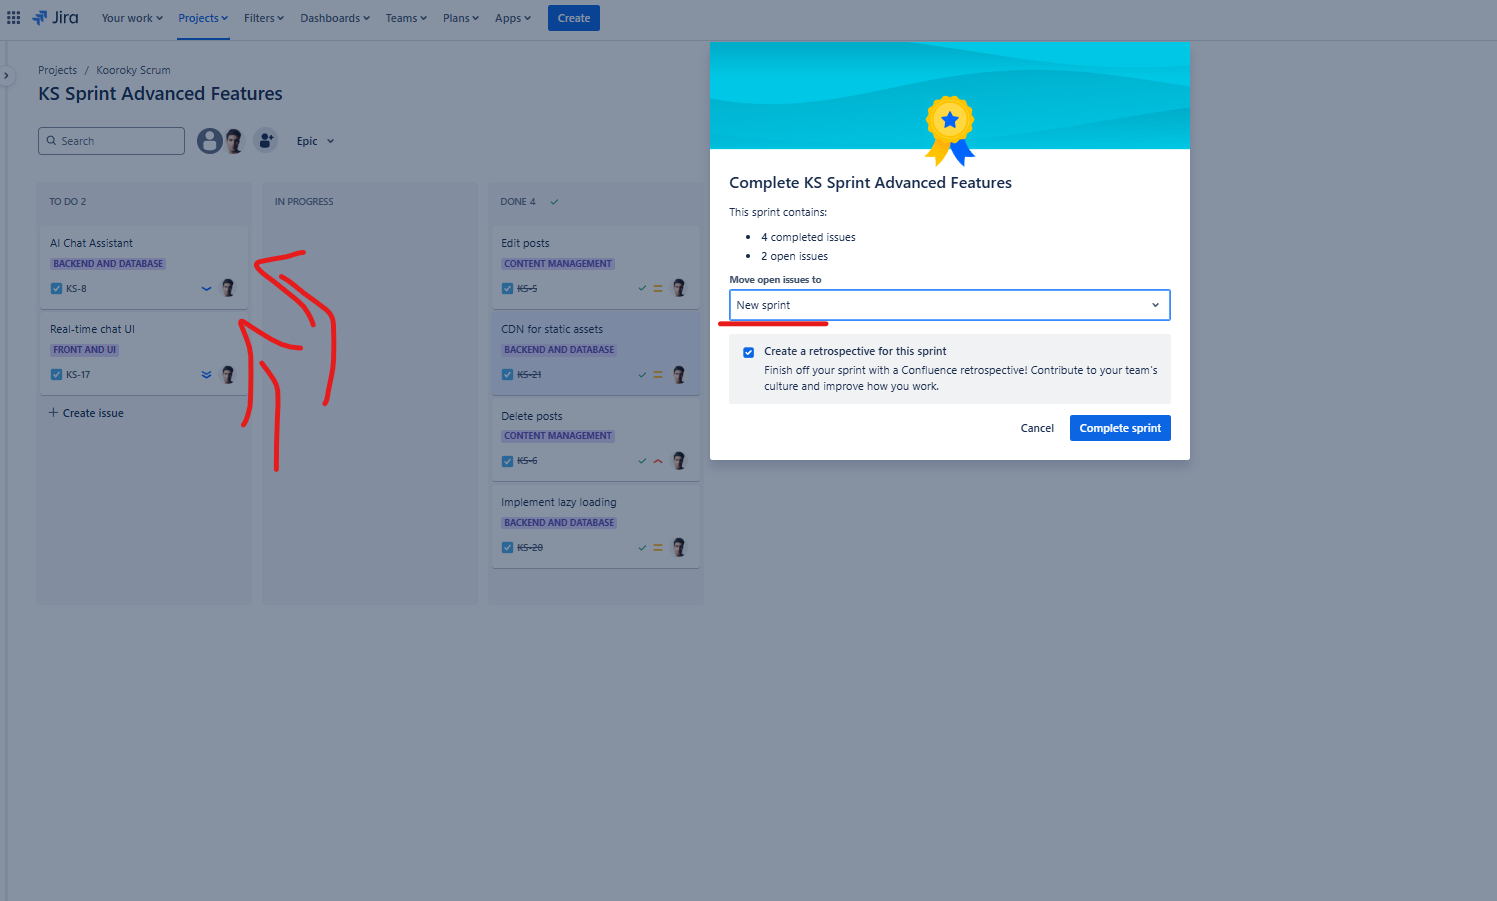 Jira
Your work Projects Filters Dashboards Teams Plans Apps Create
Projects / Kooroky Scrum
KS Sprint Advanced Features
Search
Epic
TO DO 2
AI Chat Assistant
BACKEND AND DATABASE
KS-8
Real-time chat UI
FRONT AND UI
KS-17
+ Create issue
IN PROGRESS
DONE 4
Edit posts
CONTENT MANAGEMENT
KS-5
CDN for static assets
BACKEND AND DATABASE
KS-21
Delete posts
CONTENT MANAGEMENT
KS-6
Implement lazy loading
BACKEND AND DATABASE
KS-20
Complete KS Sprint Advanced Features
This sprint contains:
• 4 completed issues
• 2 open issues
Move open issues to
New sprint
Create a retrospective for this sprint
Finish off your sprint with a Confluence retrospective! Contribute to your team's
culture and improve how you work.
Cancel Complete sprint